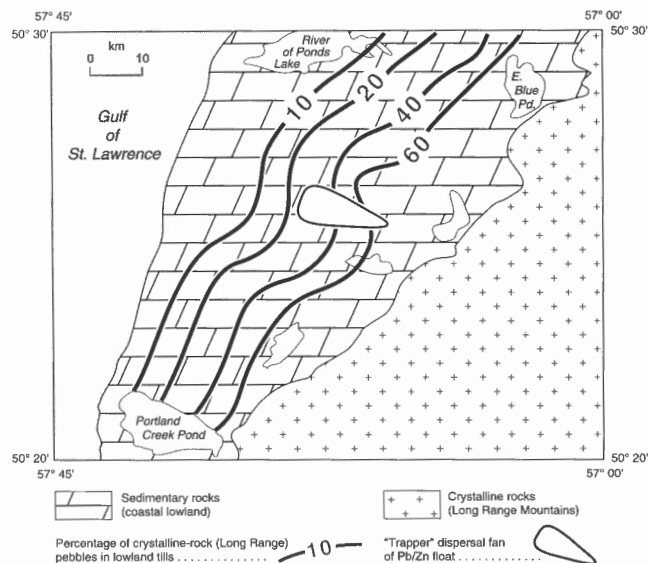 57° 45'
57° 00'
50° 30'
50° 30'
km
0 10
River
of Ponds
Lake
E.
Blue
Pd.
Gulf
of
St. Lawrence
10
20
40
60
Portland
Creek Pond
50° 20'
50° 20'
57° 45'
57° 00'
Sedimentary rocks
(coastal lowland)
Crystalline rocks
(Long Range Mountains)
Percentage of crystalline-rock (Long Range)
pebbles in lowland tills . . . . . . . . . . . . 10
"Trapper" dispersal fan
of Pb/Zn float . . . . . . . . . . .